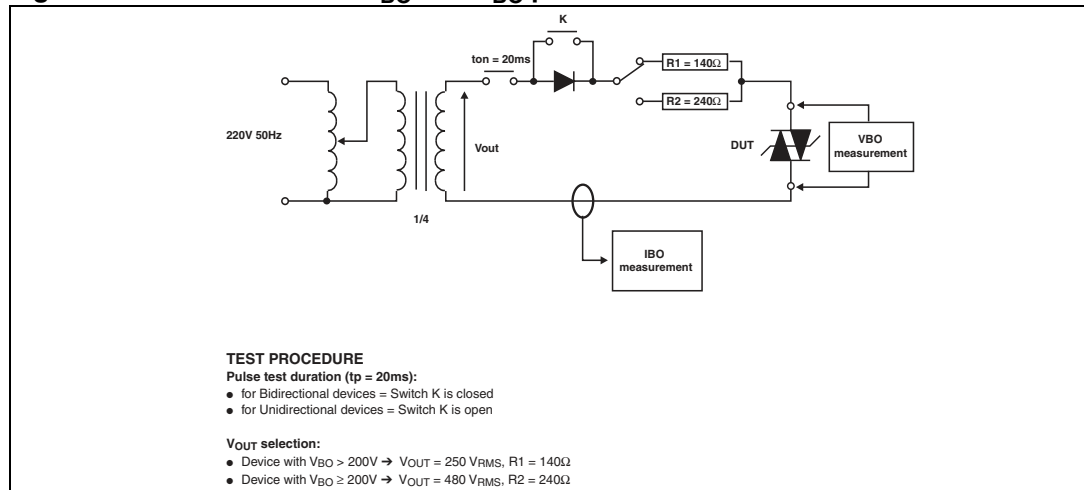 K
ton = 20ms
R1 = 140Ω
R2 = 240Ω
220V 50Hz
Vout
DUT
VBO
measurement
1/4
IBO
measurement
TEST PROCEDURE
Pulse test duration (tp = 20ms):
● for Bidirectional devices = Switch K is closed
● for Unidirectional devices = Switch K is open
VOUT selection:
● Device with VBO > 200V ➔ VOUT = 250 VRMS, R1 = 140Ω
● Device with VBO ≥ 200V ➔ VOUT = 480 VRMS, R2 = 240Ω